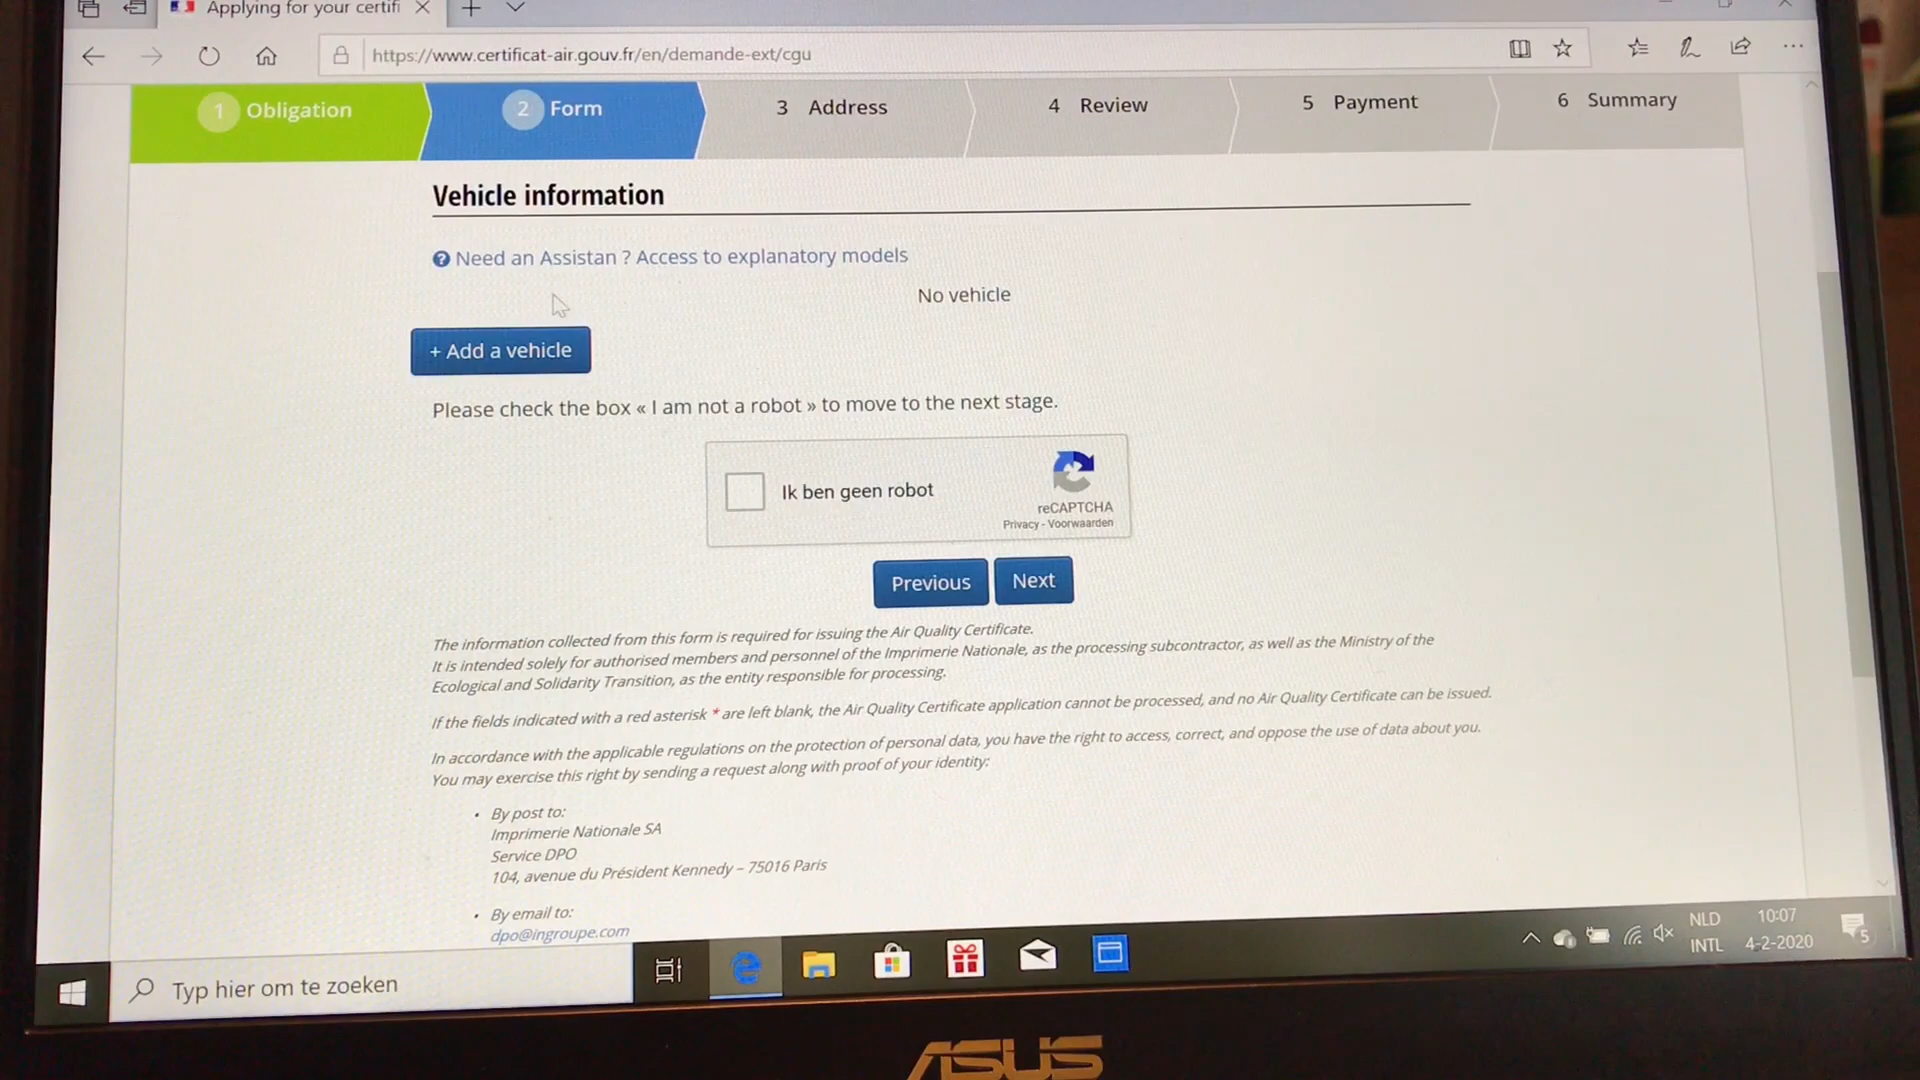 Applying for your certifi
https://www.certificat-air.gouv.fr/en/demande-ext/cgu
1 Obligation
2 Form
3 Address
4 Review
5 Payment
6 Summary
Vehicle information
Need an Assistan ? Access to explanatory models
No vehicle
+ Add a vehicle
Please check the box « I am not a robot » to move to the next stage.
Ik ben geen robot
reCAPTCHA
Privacy - Voorwaarden
Previous
Next
The information collected from this form is required for issuing the Air Quality Certificate.
It is intended solely for authorised members and personnel of the Imprimerie Nationale, as the processing subcontractor, as well as the Ministry of the
Ecological and Solidarity Transition, as the entity responsible for processing.
If the fields indicated with a red asterisk * are left blank, the Air Quality Certificate application cannot be processed, and no Air Quality Certificate can be issued.
In accordance with the applicable regulations on the protection of personal data, you have the right to access, correct, and oppose the use of data about you.
You may exercise this right by sending a request along with proof of your identity:
• By post to:
Imprimerie Nationale SA
Service DPO
104, avenue du Président Kennedy – 75016 Paris
• By email to:
dpo@ingroupe.com
Typ hier om te zoeken
NLD
INTL
10:07
4-2-2020
5
ASUS